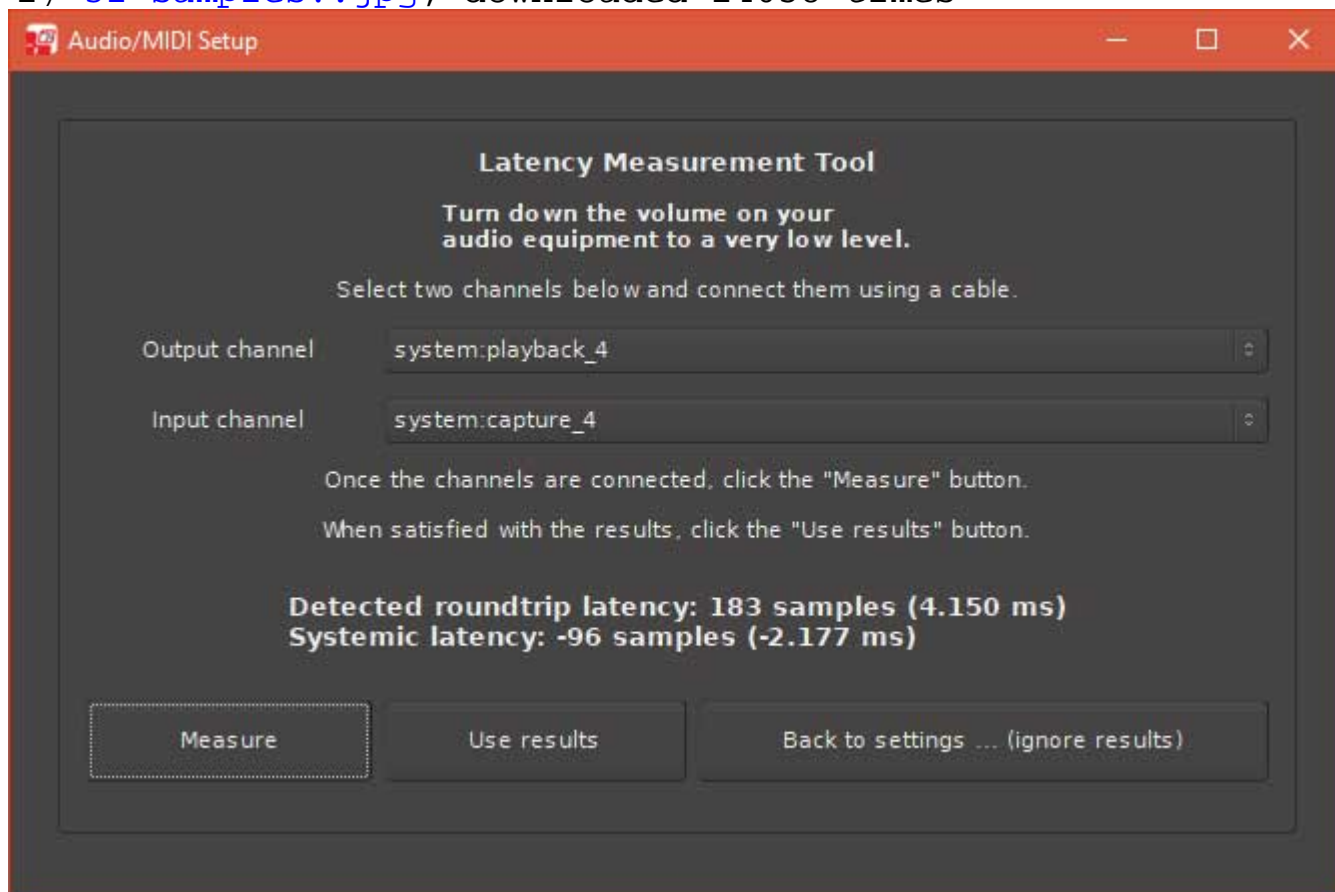 Audio/MIDI Setup
Latency Measurement Tool
Turn down the volume on your
audio equipment to a very low level.
Select two channels below and connect them using a cable.
Output channel system:playback_4
Input channel system:capture_4
Once the channels are connected, click the "Measure" button.
When satisfied with the results, click the "Use results" button.
Detected roundtrip latency: 183 samples (4.150 ms)
Systemic latency: -96 samples (-2.177 ms)
Measure Use results Back to settings ... (ignore results)